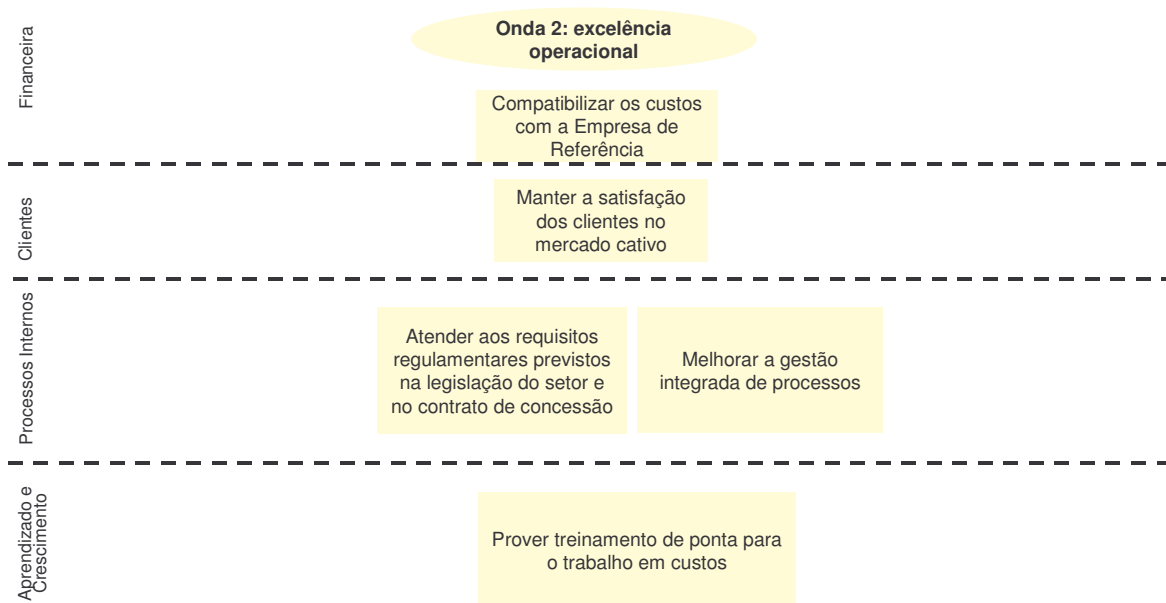 Financeira
Onda 2: excelência
operacional
Compatibilizar os custos
com a Empresa de
Referência
Clientes
Manter a satisfação
dos clientes no
mercado cativo
Processos Internos
Atender aos requisitos
regulamentares previstos
na legislação do setor e
no contrato de concessão
Melhorar a gestão
integrada de processos
Aprendizado e
Crescimento
Prover treinamento de ponta para
o trabalho em custos